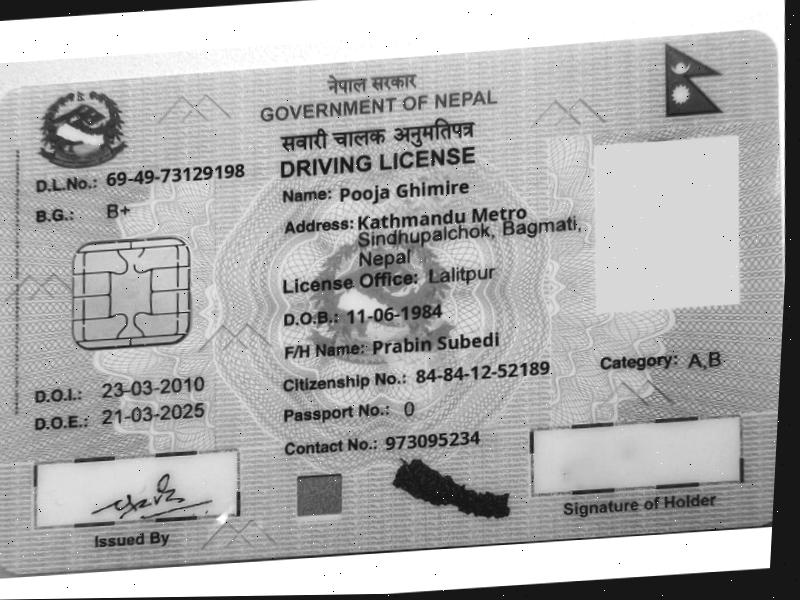 नेपाल सरकार
GOVERNMENT OF NEPAL
सवारी चालक अनुमतिपत्र
DRIVING LICENSE
D.L.No.: 69-49-73129198
B.G.: B+
Name: Pooja Ghimire
Address: Kathmandu Metro
Sindhupalchok, Bagmati,
Nepal
License Office: Lalitpur
D.O.B.: 11-06-1984
F/H Name: Prabin Subedi
Citizenship No.: 84-84-12-52189
Passport No.: 0
Contact No.: 973095234
Category: A,B
D.O.I.: 23-03-2010
D.O.E.: 21-03-2025
Issued By
Signature of Holder